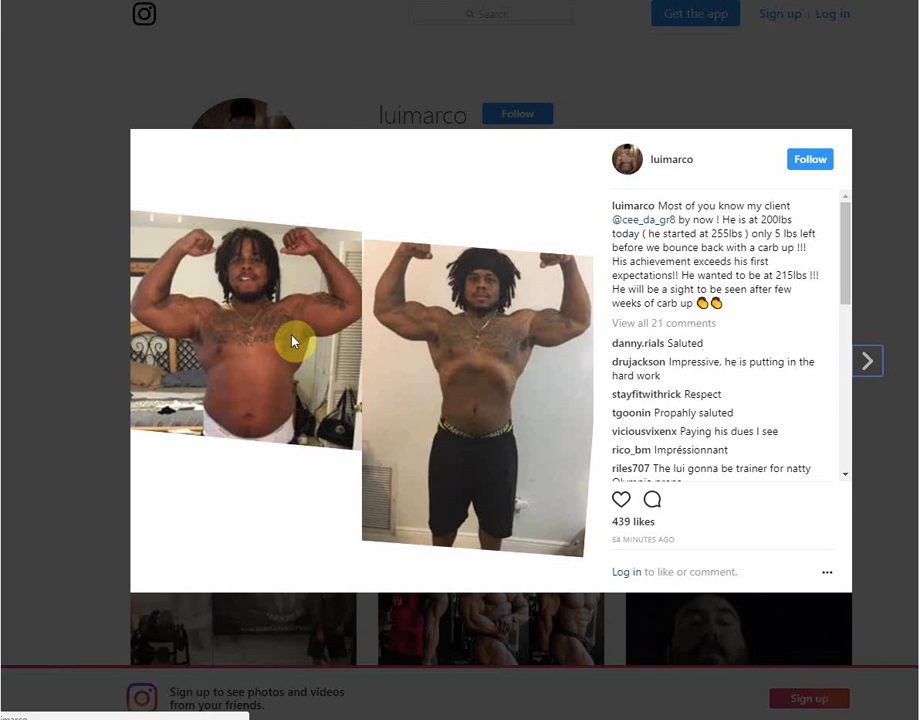 Search
Get the app
Sign up | Log in
luimarco
Follow
luimarco
Follow
luimarco Most of you know my client
@cee_da_gr8 by now ! He is at 200lbs
today ( he started at 255lbs ) only 5 lbs left
before we bounce back with a carb up !!!
His achievement exceeds his first
expectations!! He wanted to be at 215lbs !!!
He will be a sight to be seen after few
weeks of carb up 👏👏
View all 21 comments
danny.rials Saluted
drujackson Impressive, he is putting in the
hard work
stayfitwithrick Respect
tgoonin Propahly saluted
viciousvixenx Paying his dues I see
rico_bm Impréssionnant
riles707 The lui gonna be trainer for natty
439 likes
54 MINUTES AGO
Log in to like or comment.
Sign up to see photos and videos
from your friends.
Sign up